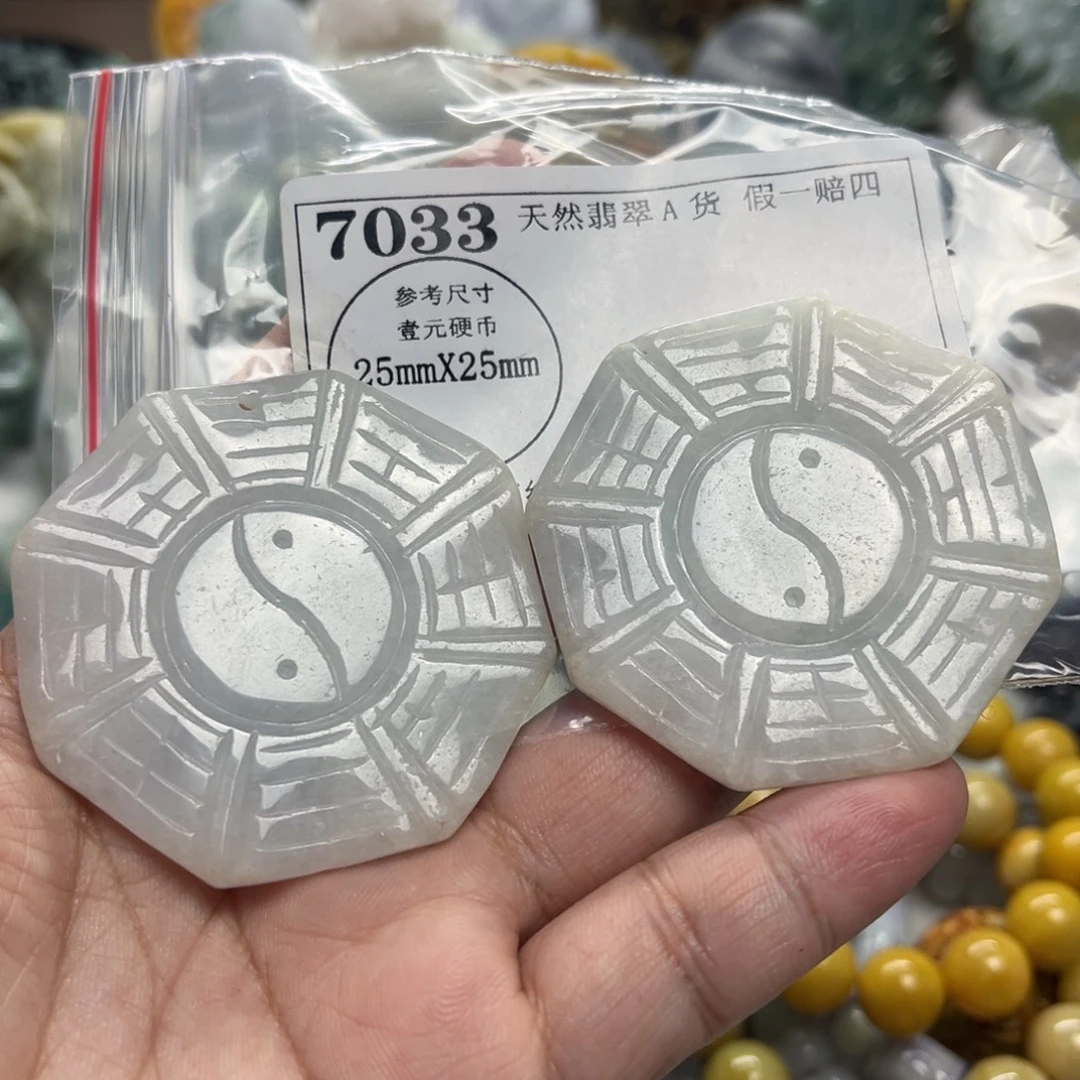 7033 天然翡翠A货 假一赔四
参考尺寸
壹元硬币
25mmX25mm